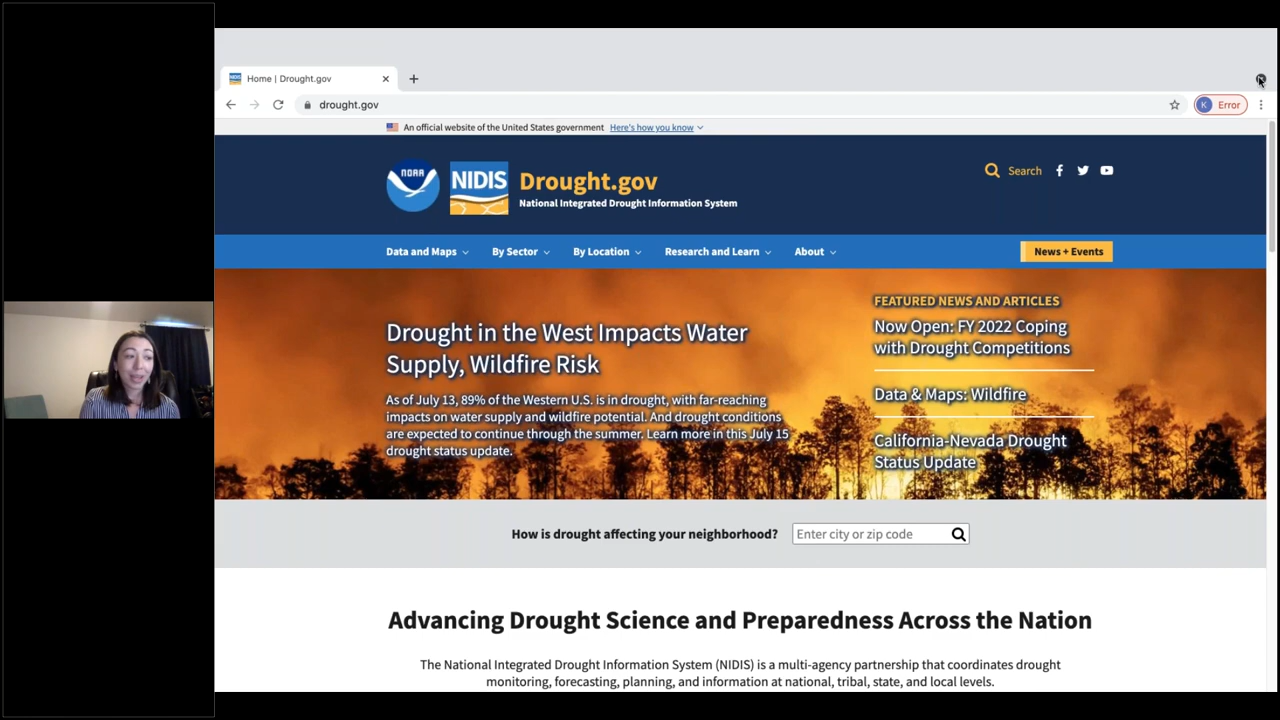 Home | Drought.gov
drought.gov
K Error
An official website of the United States government Here's how you know
NOAA
NIDIS
Drought.gov
National Integrated Drought Information System
Search
Data and Maps
By Sector
By Location
Research and Learn
About
News + Events
Drought in the West Impacts Water
Supply, Wildfire Risk
As of July 13, 89% of the Western U.S. is in drought, with far-reaching
impacts on water supply and wildfire potential. And drought conditions
are expected to continue through the summer. Learn more in this July 15
drought status update.
FEATURED NEWS AND ARTICLES
Now Open: FY 2022 Coping
with Drought Competitions
Data & Maps: Wildfire
California-Nevada Drought
Status Update
How is drought affecting your neighborhood?
Enter city or zip code
Advancing Drought Science and Preparedness Across the Nation
The National Integrated Drought Information System (NIDIS) is a multi-agency partnership that coordinates drought
monitoring, forecasting, planning, and information at national, tribal, state, and local levels.